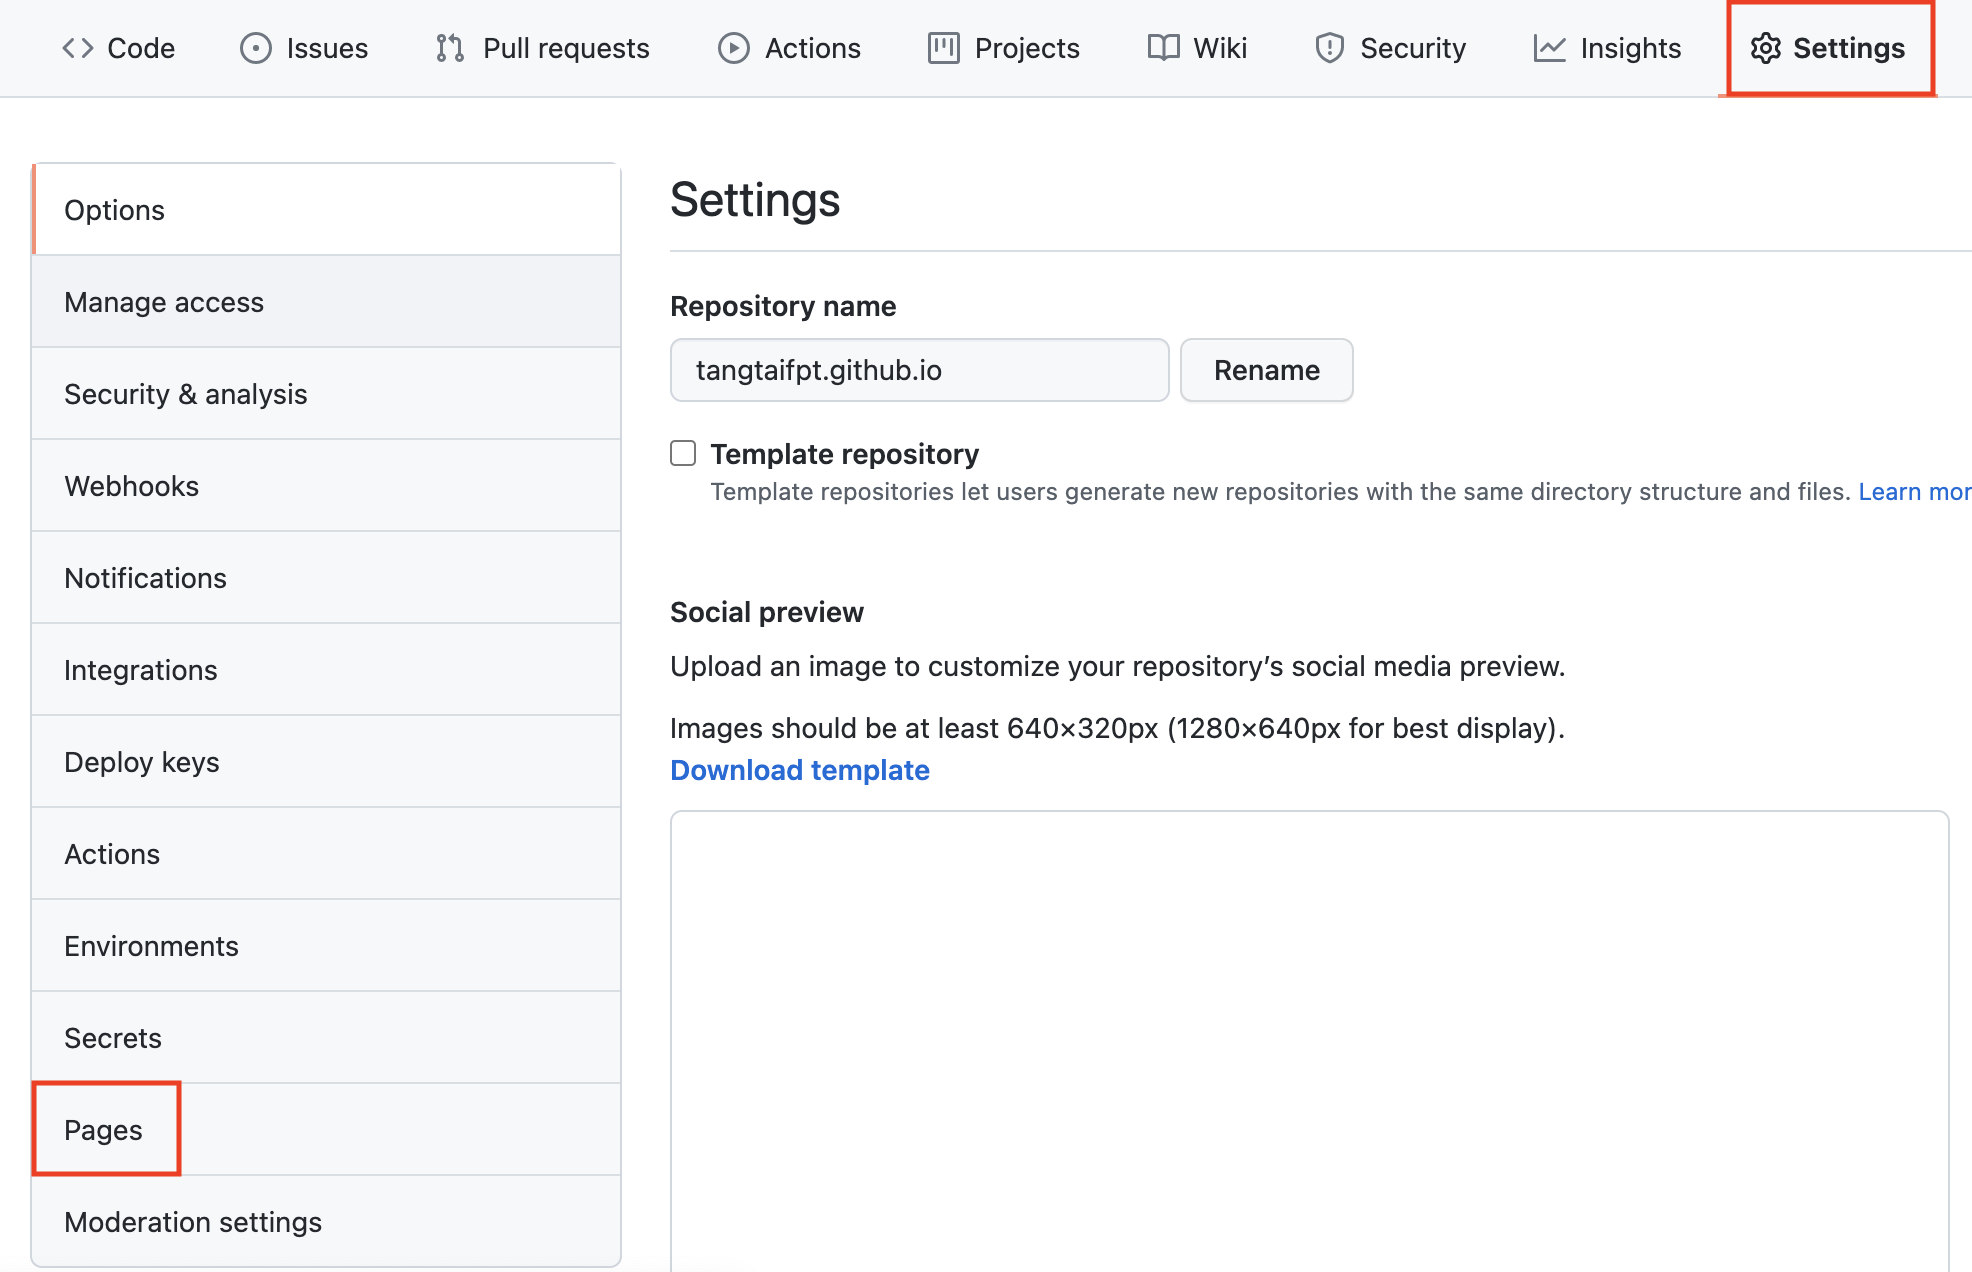 Code Issues Pull requests Actions Projects Wiki Security Insights Settings
Options
Manage access
Security & analysis
Webhooks
Notifications
Integrations
Deploy keys
Actions
Environments
Secrets
Pages
Moderation settings
Settings
Repository name
tangtaifpt.github.io Rename
Template repository
Template repositories let users generate new repositories with the same directory structure and files. Learn mor
Social preview
Upload an image to customize your repository’s social media preview.
Images should be at least 640×320px (1280×640px for best display).
Download template